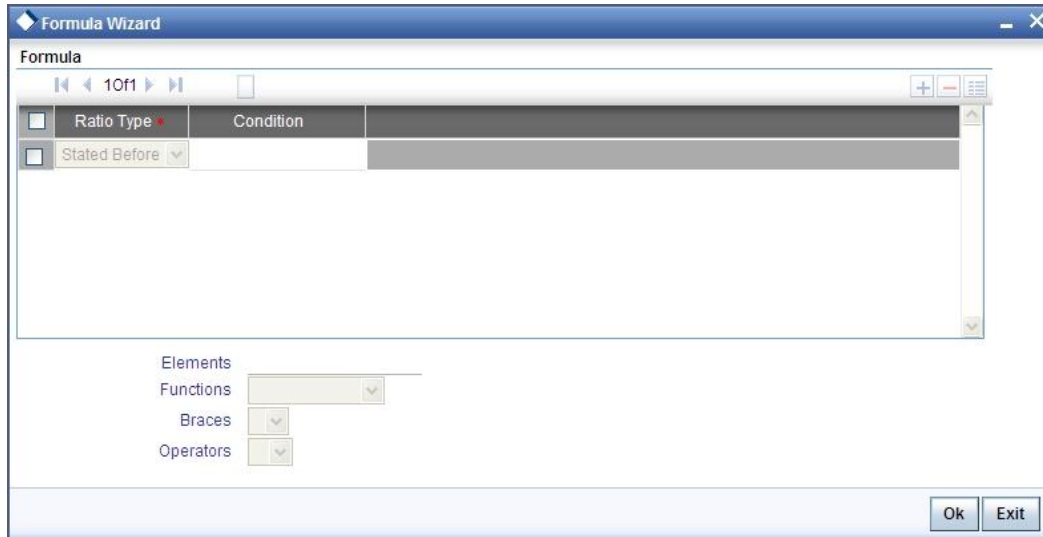 Formula Wizard
Formula
1Of1
Ratio Type * Condition
Stated Before
Elements
Functions
Braces
Operators
Ok Exit